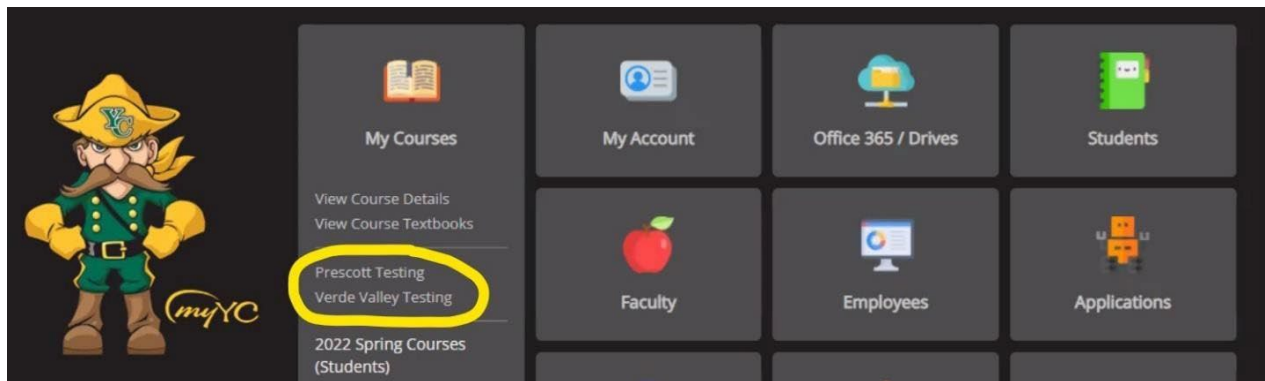 YC
myYC
My Courses
View Course Details
View Course Textbooks
Prescott Testing
Verde Valley Testing
2022 Spring Courses
(Students)
My Account
Office 365 / Drives
Students
Faculty
Employees
Applications